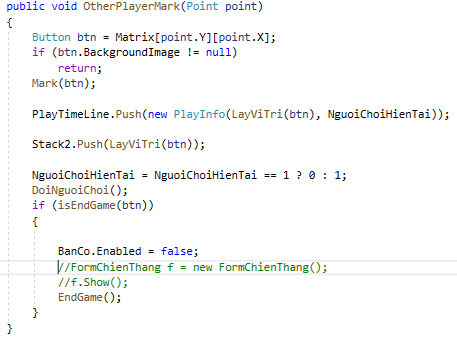 public void OtherPlayerMark(Point point)
{
Button btn = Matrix[point.Y][point.X];
if (btn.BackgroundImage != null)
return;
Mark(btn);
PlayTimeLine.Push(new PlayInfo(LayViTri(btn), NguoiChoiHienTai));
Stack2.Push(LayViTri(btn));
NguoiChoiHienTai = NguoiChoiHienTai == 1 ? 0 : 1;
DoiNguoiChoi();
if (isEndGame(btn))
{
BanCo.Enabled = false;
//FormChienThang f = new FormChienThang();
//f.Show();
EndGame();
}
}